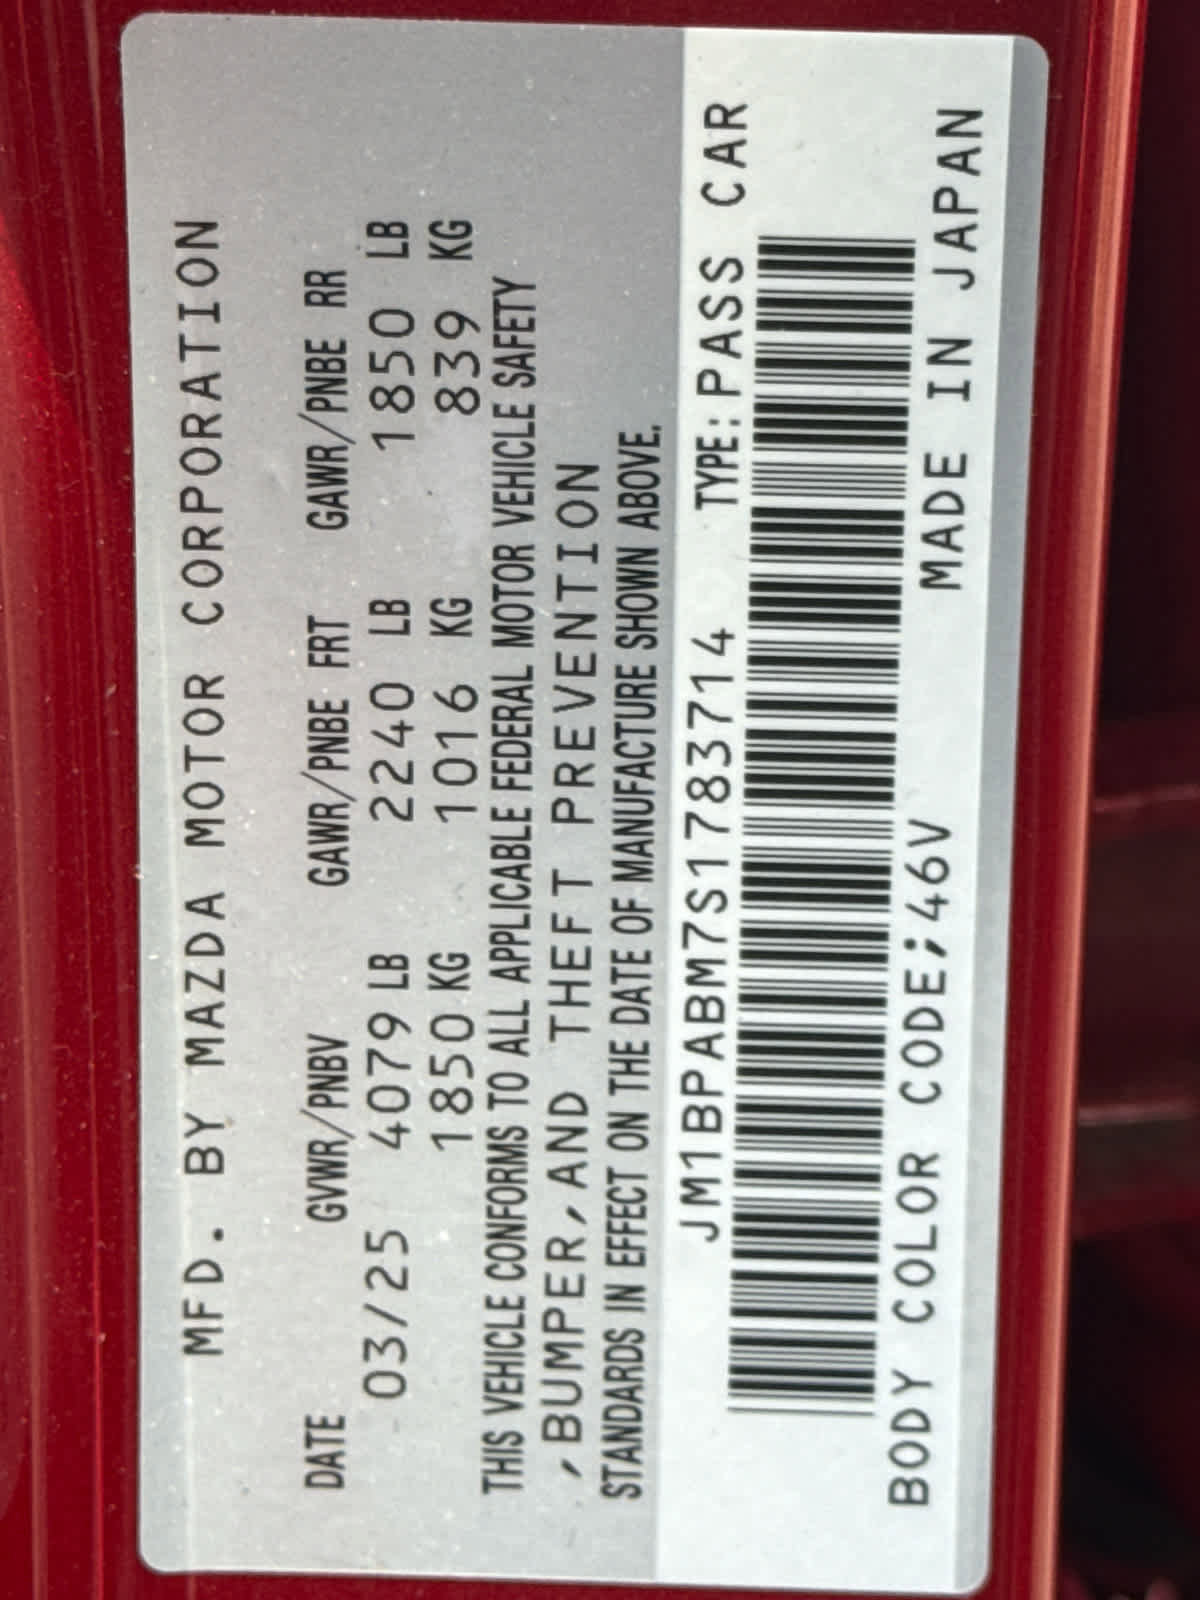 MFD. BY MAZDA MOTOR CORPORATION
DATE GVWR/PNBV GAWR/PNBE FRT GAWR/PNBE RR
03/25 4079 LB 2240 LB 1850 LB
1850 KG 1016 KG 839 KG
THIS VEHICLE CONFORMS TO ALL APPLICABLE FEDERAL MOTOR VEHICLE SAFETY
,BUMPER,AND THEFT PREVENTION
STANDARDS IN EFFECT ON THE DATE OF MANUFACTURE SHOWN ABOVE.
JM1BPABM7S1783714 TYPE:PASS CAR
BODY COLOR CODE;46V MADE IN JAPAN